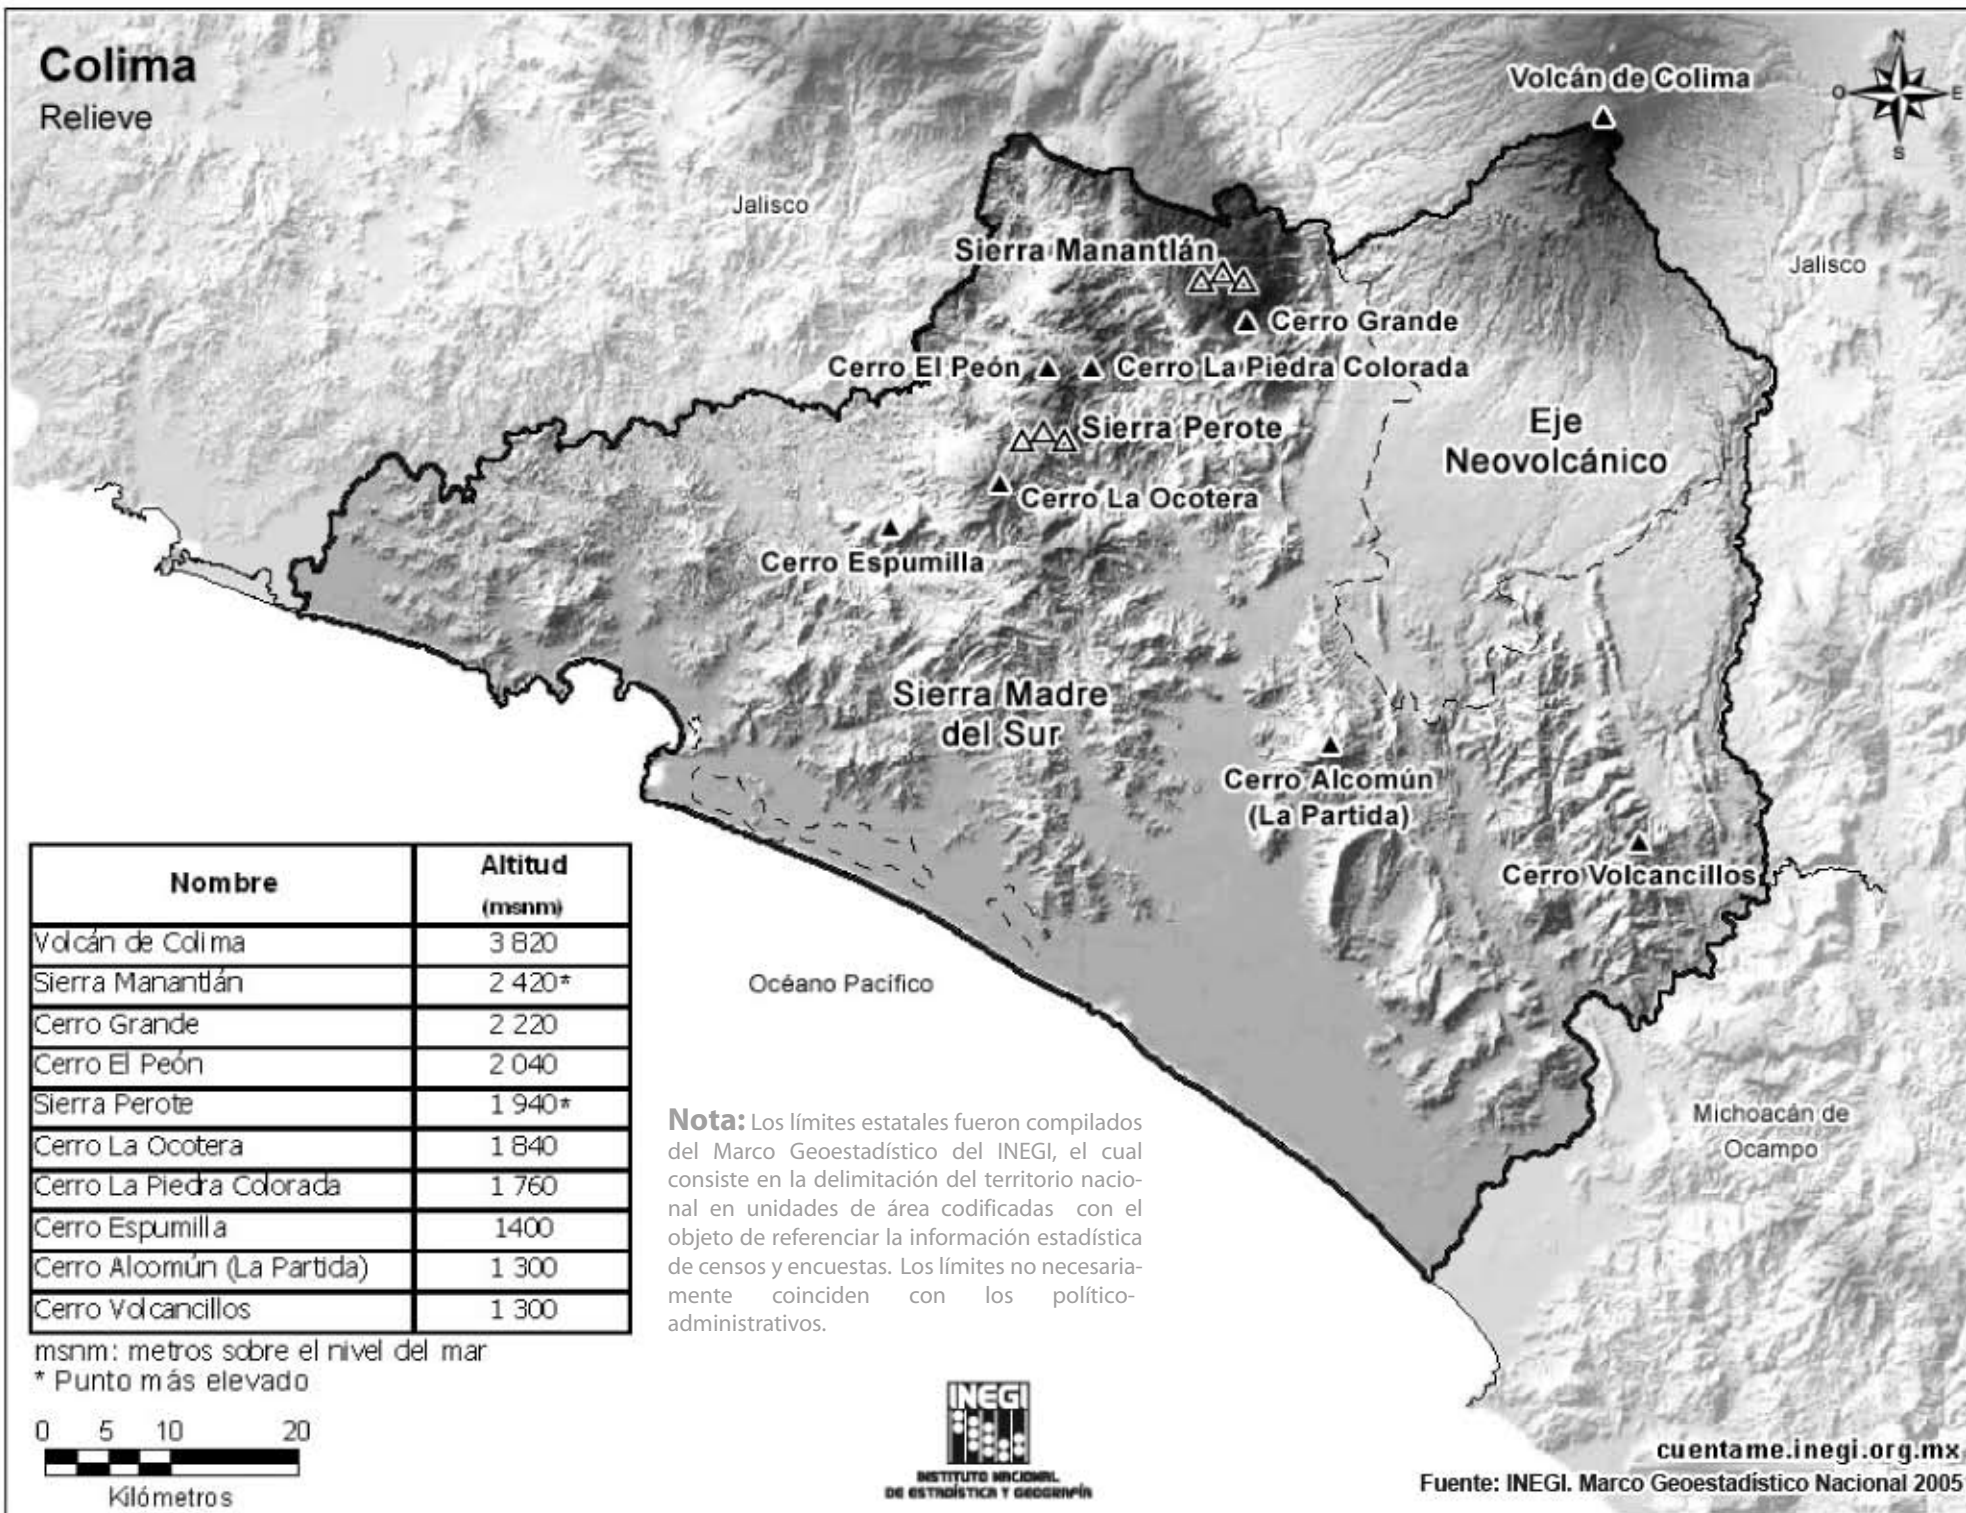 Colima
Relieve
Volcán de Colima
N
O
E
S
Jalisco
Sierra Manantlán
Jalisco
Cerro Grande
Cerro El Peón
Cerro La Piedra Colorada
Eje
Neovolcánico
Sierra Perote
Cerro La Ocotera
Cerro Espumilla
Sierra Madre
del Sur
Cerro Alcomún
(La Partida)
Cerro Volcancillos
Océano Pacífico
Michoacán de
Ocampo
Nombre Altitud
(msnm)
Volcán de Colima 3 820
Sierra Manantlán 2 420*
Cerro Grande 2 220
Cerro El Peón 2 040
Sierra Perote 1 940*
Cerro La Ocotera 1 840
Cerro La Piedra Colorada 1 760
Cerro Espumilla 1400
Cerro Alcomún (La Partida) 1 300
Cerro Volcancillos 1 300
msnm: metros sobre el nivel del mar
* Punto más elevado
0 5 10 20
Kilómetros
Nota: Los límites estatales fueron compilados
del Marco Geoestadístico del INEGI, el cual
consiste en la delimitación del territorio nacio-
nal en unidades de área codificadas con el
objeto de referenciar la información estadística
de censos y encuestas. Los límites no necesaria-
mente coinciden con los político-
administrativos.
INEGI
INSTITUTO NACIONAL
DE ESTADÍSTICA Y GEOGRAFÍA
cuentame.inegi.org.mx
Fuente: INEGI. Marco Geoestadístico Nacional 2005